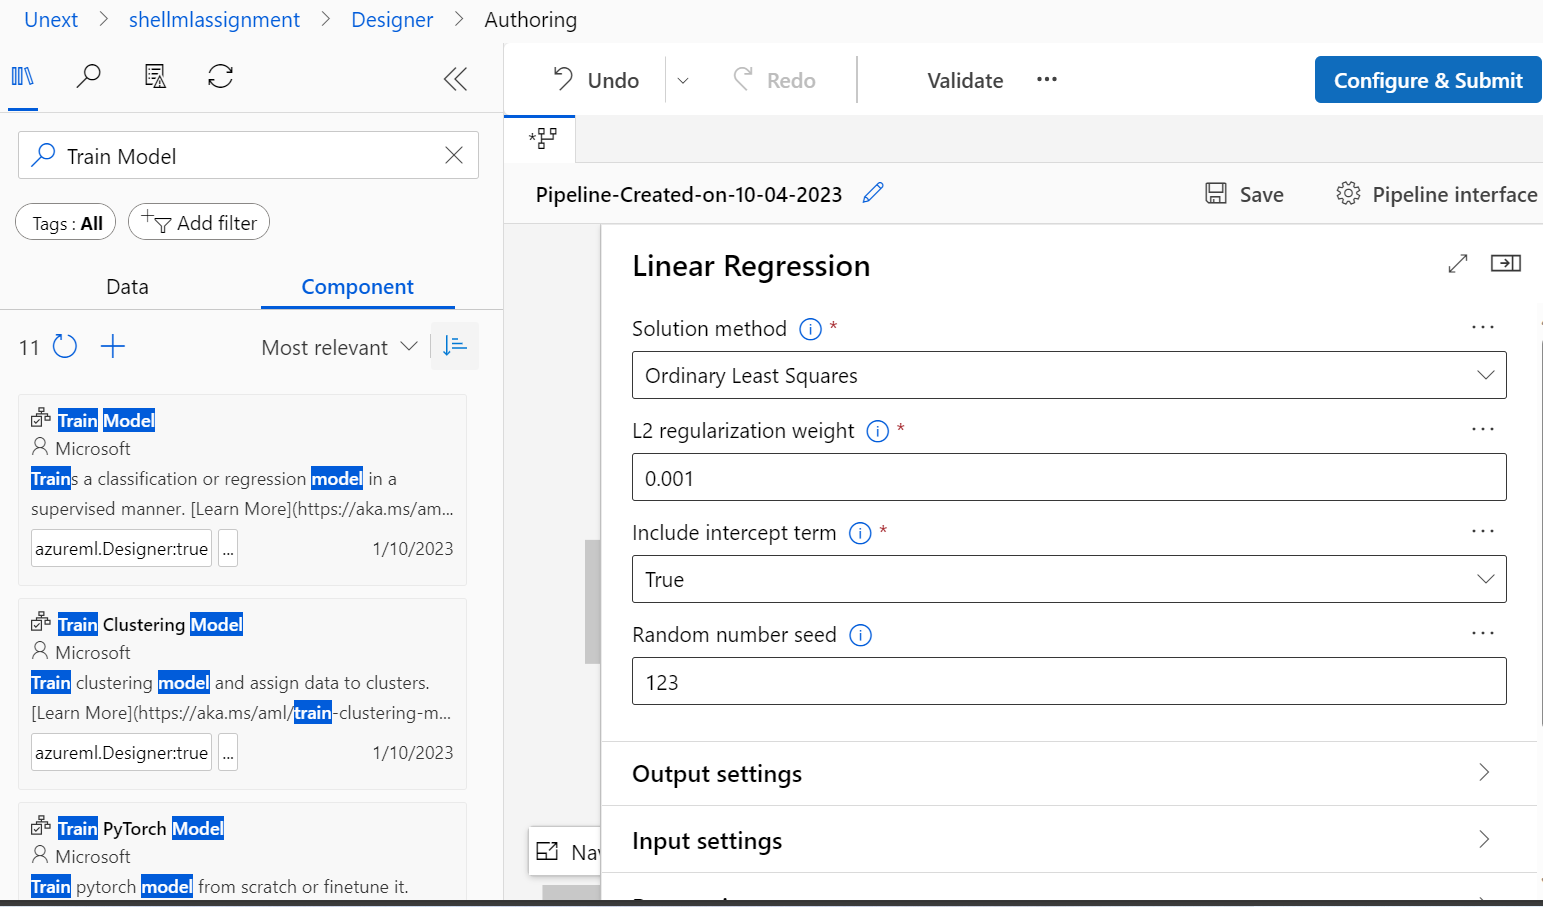 Unext > shellmlassignment > Designer > Authoring
Undo
Redo
Validate
...
Configure & Submit
Train Model
Tags : All
Add filter
Data
Component
11
Most relevant
Train Model
Microsoft
Trains a classification or regression model in a
supervised manner. [Learn More](https://aka.ms/am...
azureml.Designer:true
...
1/10/2023
Train Clustering Model
Microsoft
Train clustering model and assign data to clusters.
[Learn More](https://aka.ms/aml/train-clustering-m...
azureml.Designer:true
...
1/10/2023
Train PyTorch Model
Microsoft
Train pytorch model from scratch or finetune it.
Pipeline-Created-on-10-04-2023
Save
Pipeline interface
Linear Regression
Solution method *
...
Ordinary Least Squares
L2 regularization weight *
...
0.001
Include intercept term *
...
True
Random number seed
...
123
Output settings
Input settings